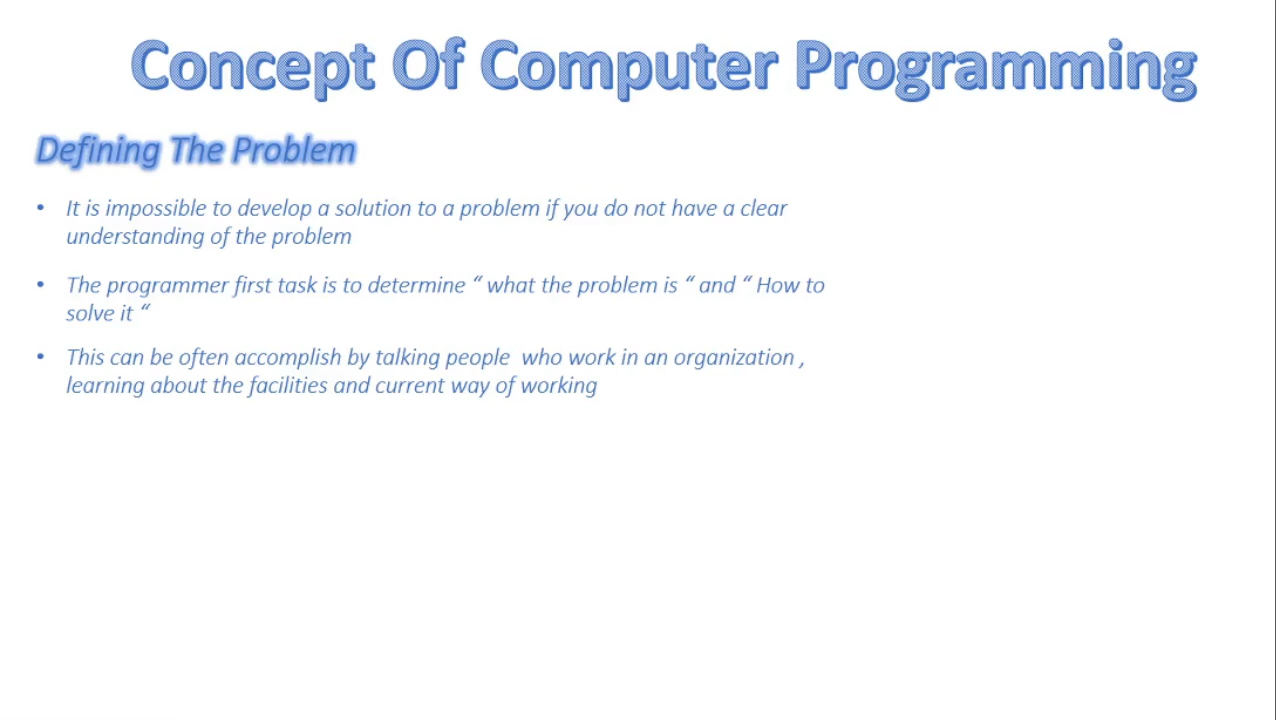 Concept Of Computer Programming
Defining The Problem
• It is impossible to develop a solution to a problem if you do not have a clear
understanding of the problem
• The programmer first task is to determine “ what the problem is “ and “ How to
solve it “
• This can be often accomplish by talking people  who work in an organization ,
learning about the facilities and current way of working